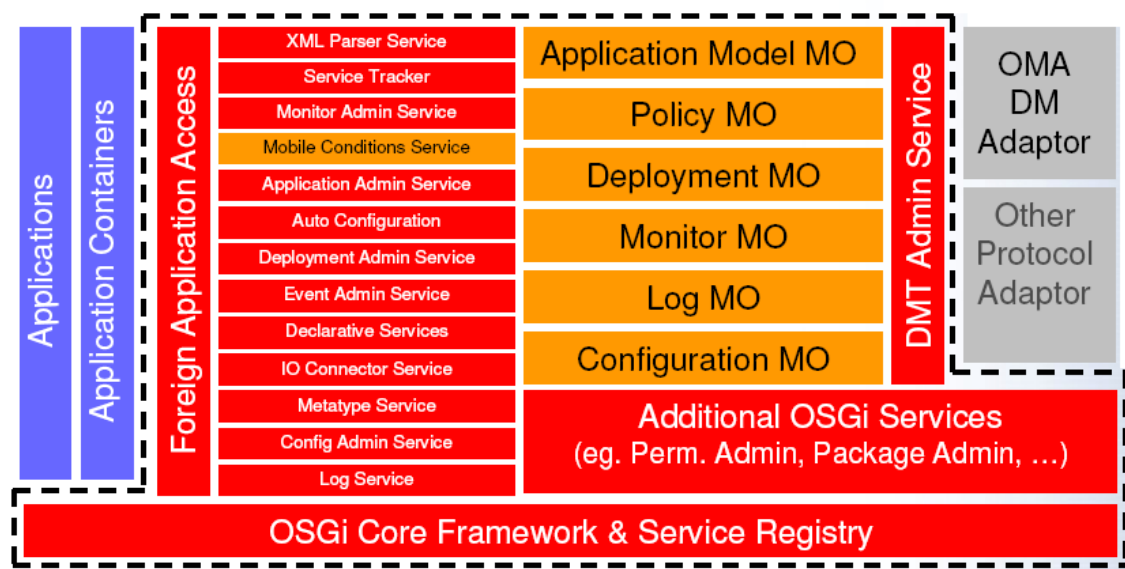 Applications
Application Containers
Foreign Application Access
XML Parser Service
Service Tracker
Monitor Admin Service
Mobile Conditions Service
Application Admin Service
Auto Configuration
Deployment Admin Service
Event Admin Service
Declarative Services
IO Connector Service
Metatype Service
Config Admin Service
Log Service
Application Model MO
Policy MO
Deployment MO
Monitor MO
Log MO
Configuration MO
DMT Admin Service
OMA
DM
Adaptor
Other
Protocol
Adaptor
Additional OSGi Services
(eg. Perm. Admin, Package Admin, ...)
OSGi Core Framework & Service Registry